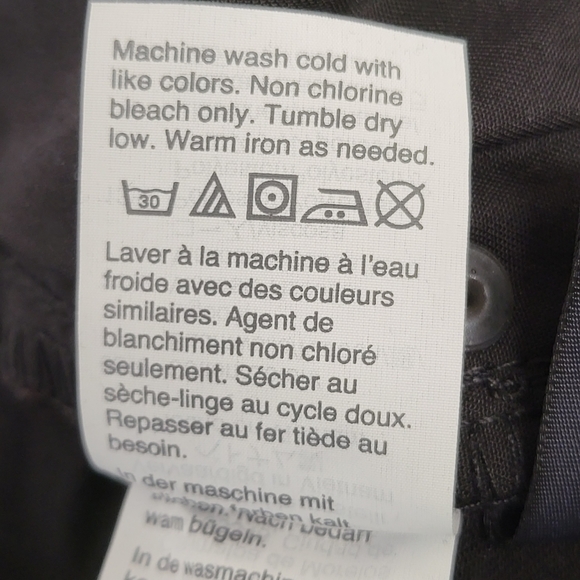 Machine wash cold with
like colors. Non chlorine
bleach only. Tumble dry
low. Warm iron as needed.
30
Laver à la machine à l'eau
froide avec des couleurs
similaires. Agent de
blanchiment non chloré
seulement. Sécher au
sèche-linge au cycle doux.
Repasser au fer tiède au
besoin.
In der maschine mit
kalt
warm bügeln.
In de wasmachin